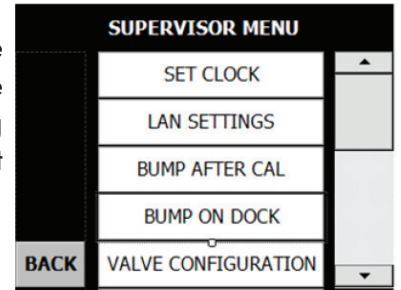 SUPERVISOR MENU
SET CLOCK
LAN SETTINGS
BUMP AFTER CAL
BUMP ON DOCK
BACK
VALVE CONFIGURATION